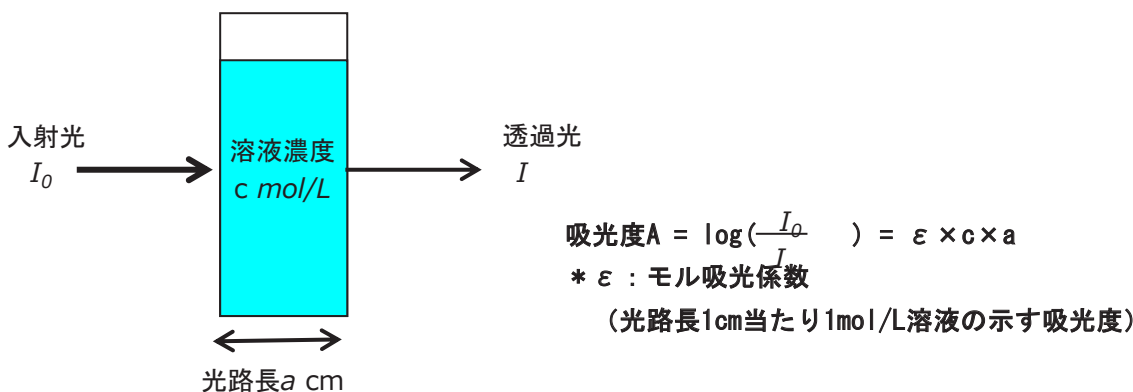 入射光
I₀
溶液濃度
c mol/L
透過光
I
吸光度A = log(I₀/I) = ε×c×a
*ε：モル吸光係数
(光路長1cm当たり1mol/L溶液の示す吸光度)
光路長a cm